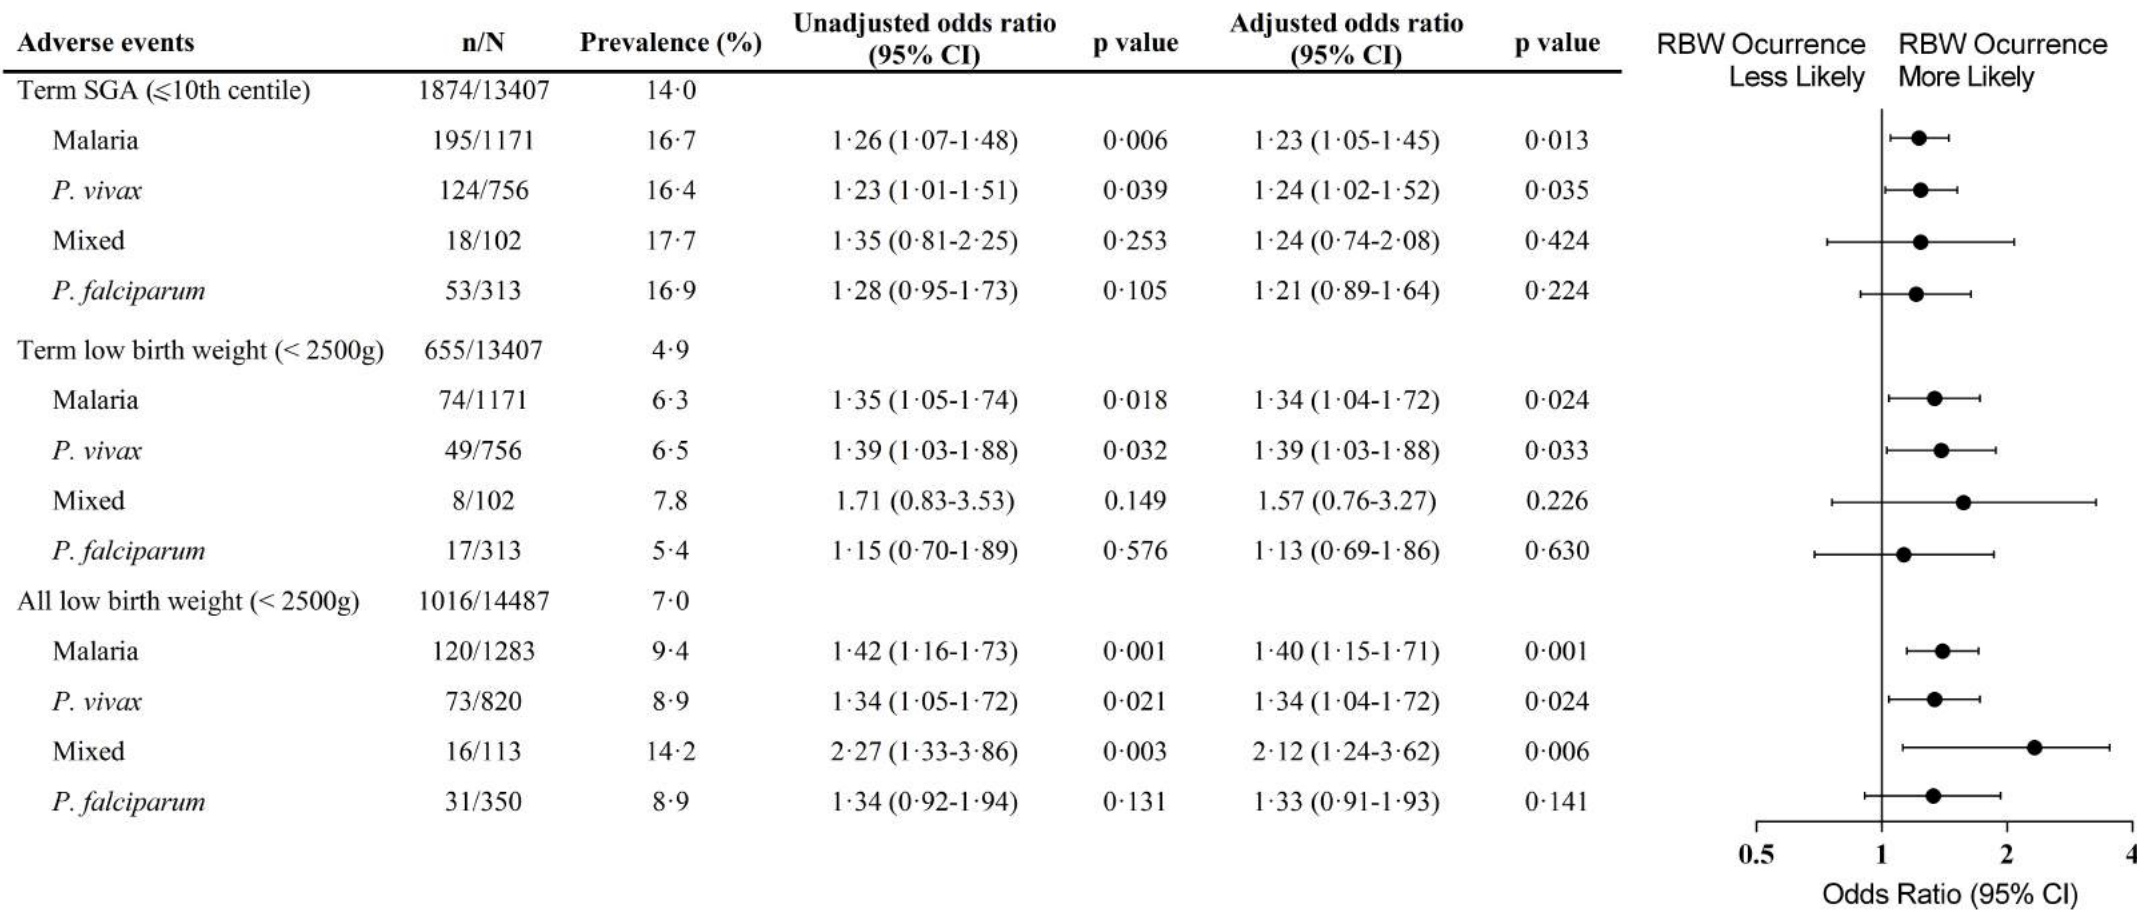 Adverse events n/N Prevalence (%) Unadjusted odds ratio (95% CI) p value Adjusted odds ratio (95% CI) p value
RBW Ocurrence Less Likely
RBW Ocurrence More Likely
Term SGA (⩽10th centile) 1874/13407 14·0
Malaria 195/1171 16·7 1·26 (1·07-1·48) 0·006 1·23 (1·05-1·45) 0·013
P. vivax 124/756 16·4 1·23 (1·01-1·51) 0·039 1·24 (1·02-1·52) 0·035
Mixed 18/102 17·7 1·35 (0·81-2·25) 0·253 1·24 (0·74-2·08) 0·424
P. falciparum 53/313 16·9 1·28 (0·95-1·73) 0·105 1·21 (0·89-1·64) 0·224
Term low birth weight (< 2500g) 655/13407 4·9
Malaria 74/1171 6·3 1·35 (1·05-1·74) 0·018 1·34 (1·04-1·72) 0·024
P. vivax 49/756 6·5 1·39 (1·03-1·88) 0·032 1·39 (1·03-1·88) 0·033
Mixed 8/102 7.8 1.71 (0.83-3.53) 0.149 1.57 (0.76-3.27) 0.226
P. falciparum 17/313 5·4 1·15 (0·70-1·89) 0·576 1·13 (0·69-1·86) 0·630
All low birth weight (< 2500g) 1016/14487 7·0
Malaria 120/1283 9·4 1·42 (1·16-1·73) 0·001 1·40 (1·15-1·71) 0·001
P. vivax 73/820 8·9 1·34 (1·05-1·72) 0·021 1·34 (1·04-1·72) 0·024
Mixed 16/113 14·2 2·27 (1·33-3·86) 0·003 2·12 (1·24-3·62) 0·006
P. falciparum 31/350 8·9 1·34 (0·92-1·94) 0·131 1·33 (0·91-1·93) 0·141
0.5 1 2 4
Odds Ratio (95% CI)